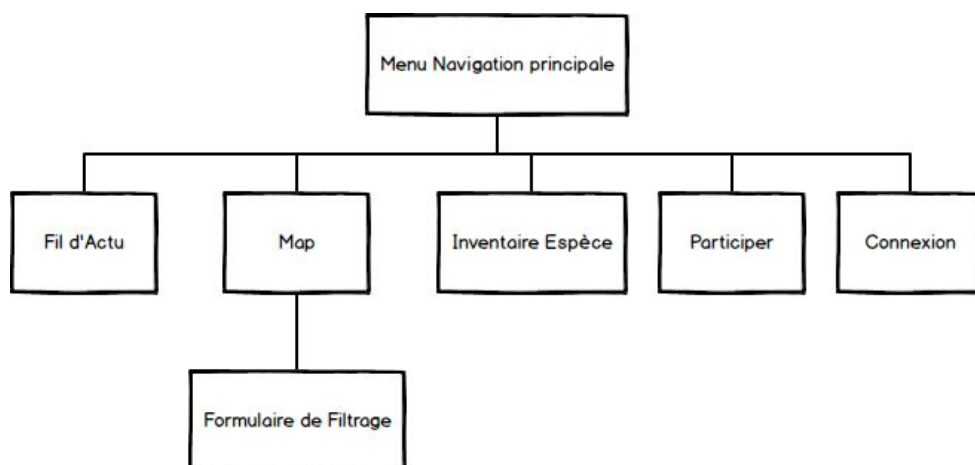 Menu Navigation principale
Fil d'Actu
Map
Inventaire Espèce
Participer
Connexion
Formulaire de Filtrage